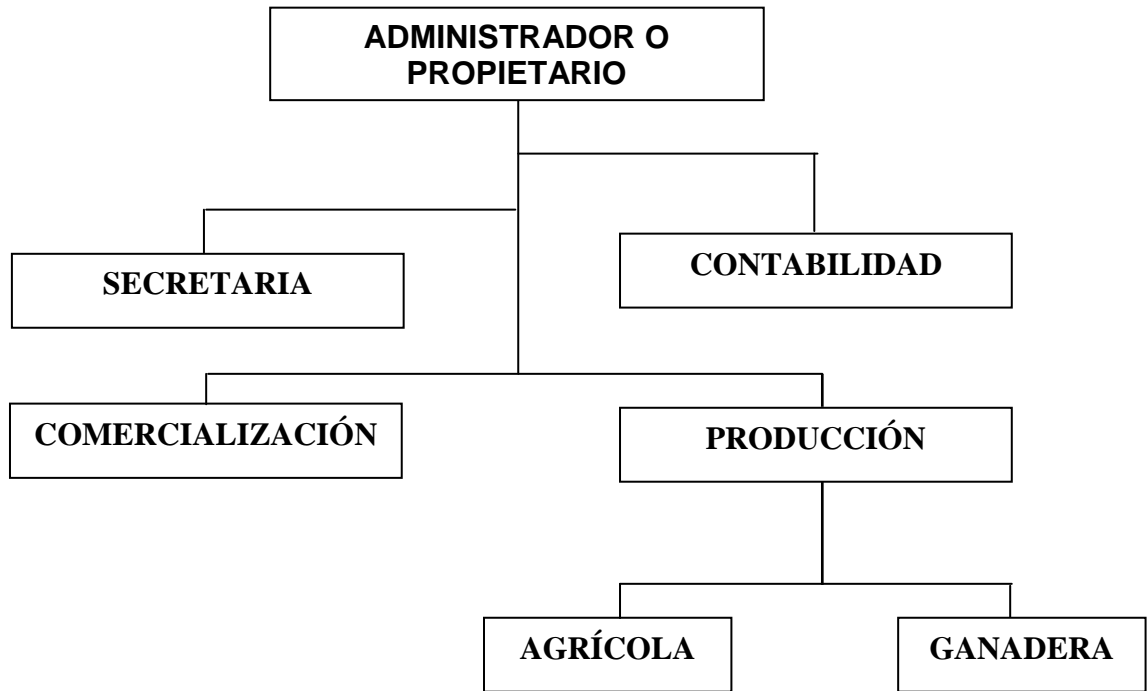 ADMINISTRADOR O
PROPIETARIO
CONTABILIDAD
SECRETARIA
COMERCIALIZACIÓN
PRODUCCIÓN
AGRÍCOLA
GANADERA